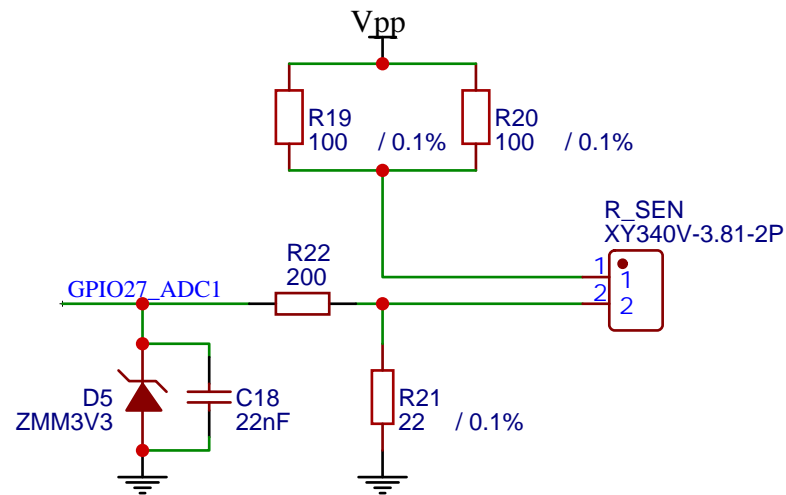 Vpp
R19
100 / 0.1%
R20
100 / 0.1%
R_SEN
XY340V-3.81-2P
1
1
2
2
R22
200
GPIO27_ADC1
D5
ZMM3V3
C18
22nF
R21
22 / 0.1%